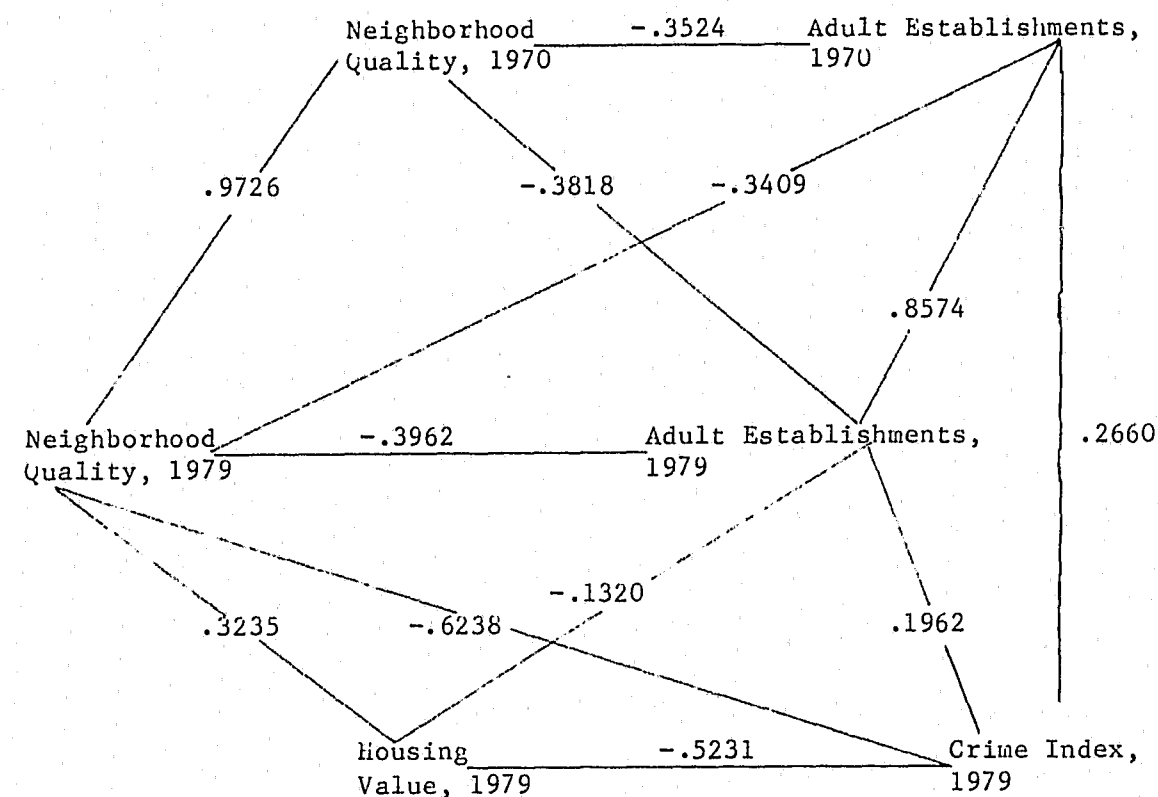 Neighborhood Quality, 1970
-.3524
Adult Establishments, 1970
.9726
-.3818
-.3409
.8574
Neighborhood Quality, 1979
-.3962
Adult Establishments, 1979
.2660
-.1320
.3235
-.6238
.1962
Housing Value, 1979
-.5231
Crime Index, 1979